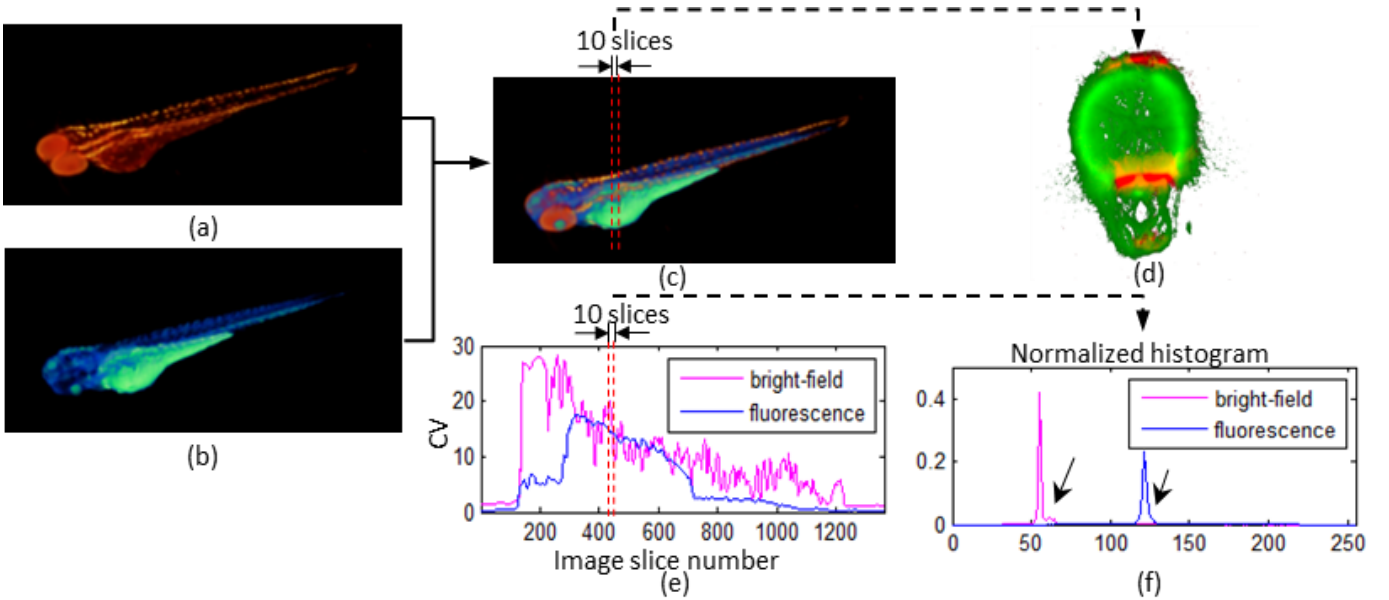 10 slices
(a)
(b)
(c)
(d)
10 slices
30
20
10
0
CV
bright-field
fluorescence
200
400
600
800
1000
1200
Image slice number
(e)
Normalized histogram
0.4
0.2
0
bright-field
fluorescence
0
50
100
150
200
250
(f)